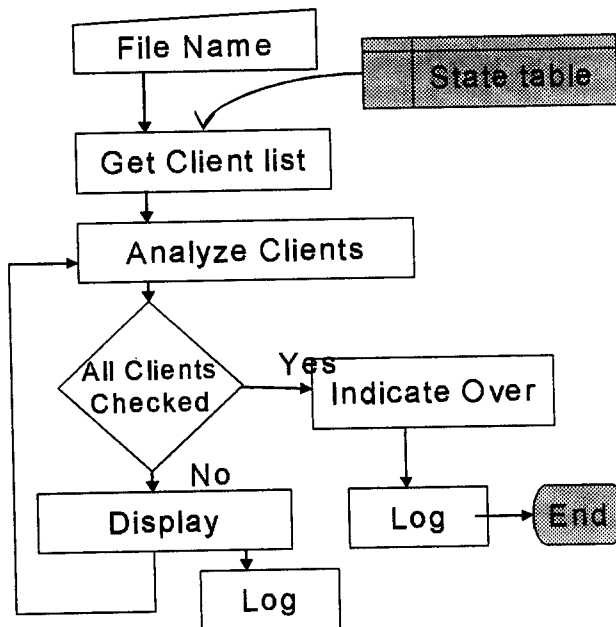 File Name
State table
Get Client list
Analyze Clients
All Clients
Checked
Yes
Indicate Over
No
Display
Log
End
Log